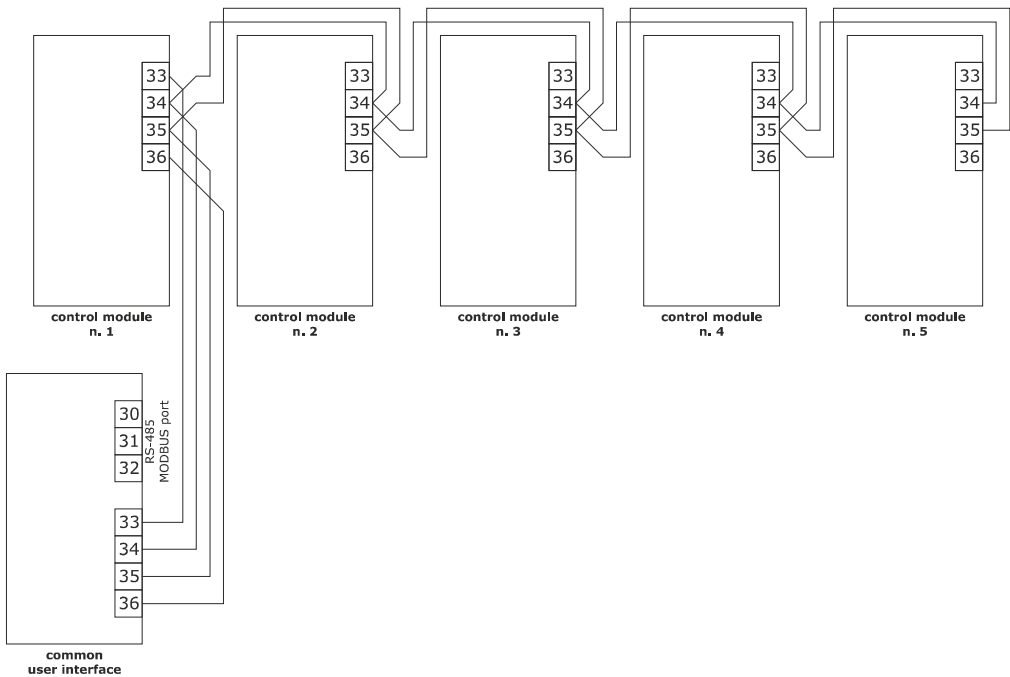 33
34
35
36
33
34
35
36
33
34
35
36
33
34
35
36
33
34
35
36
control module
n. 1
control module
n. 2
control module
n. 3
control module
n. 4
control module
n. 5
30
31
32
RS-485
MODBUS port
33
34
35
36
common
user interface